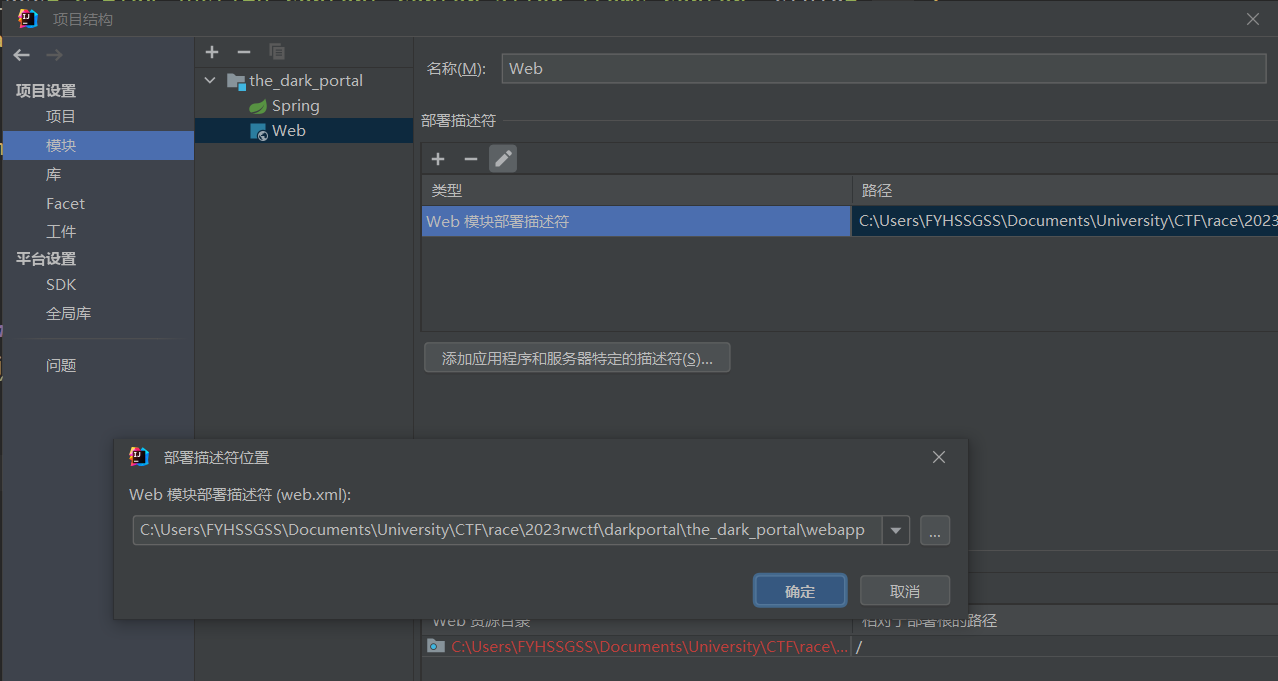 项目结构
项目设置
项目
模块
库
Facet
工件
平台设置
SDK
全局库
问题
the_dark_portal
Spring
Web
名称(M): Web
部署描述符
类型 路径
Web 模块部署描述符 C:\Users\FYHSSGSS\Documents\University\CTF\race\2023
添加应用程序和服务器特定的描述符(S)...
部署描述符位置
Web 模块部署描述符 (web.xml):
C:\Users\FYHSSGSS\Documents\University\CTF\race\2023rwctf\darkportal\the_dark_portal\webapp
...
确定 取消
Web 资源目录 相对于部署根的路径
C:\Users\FYHSSGSS\Documents\University\CTF\race\... /